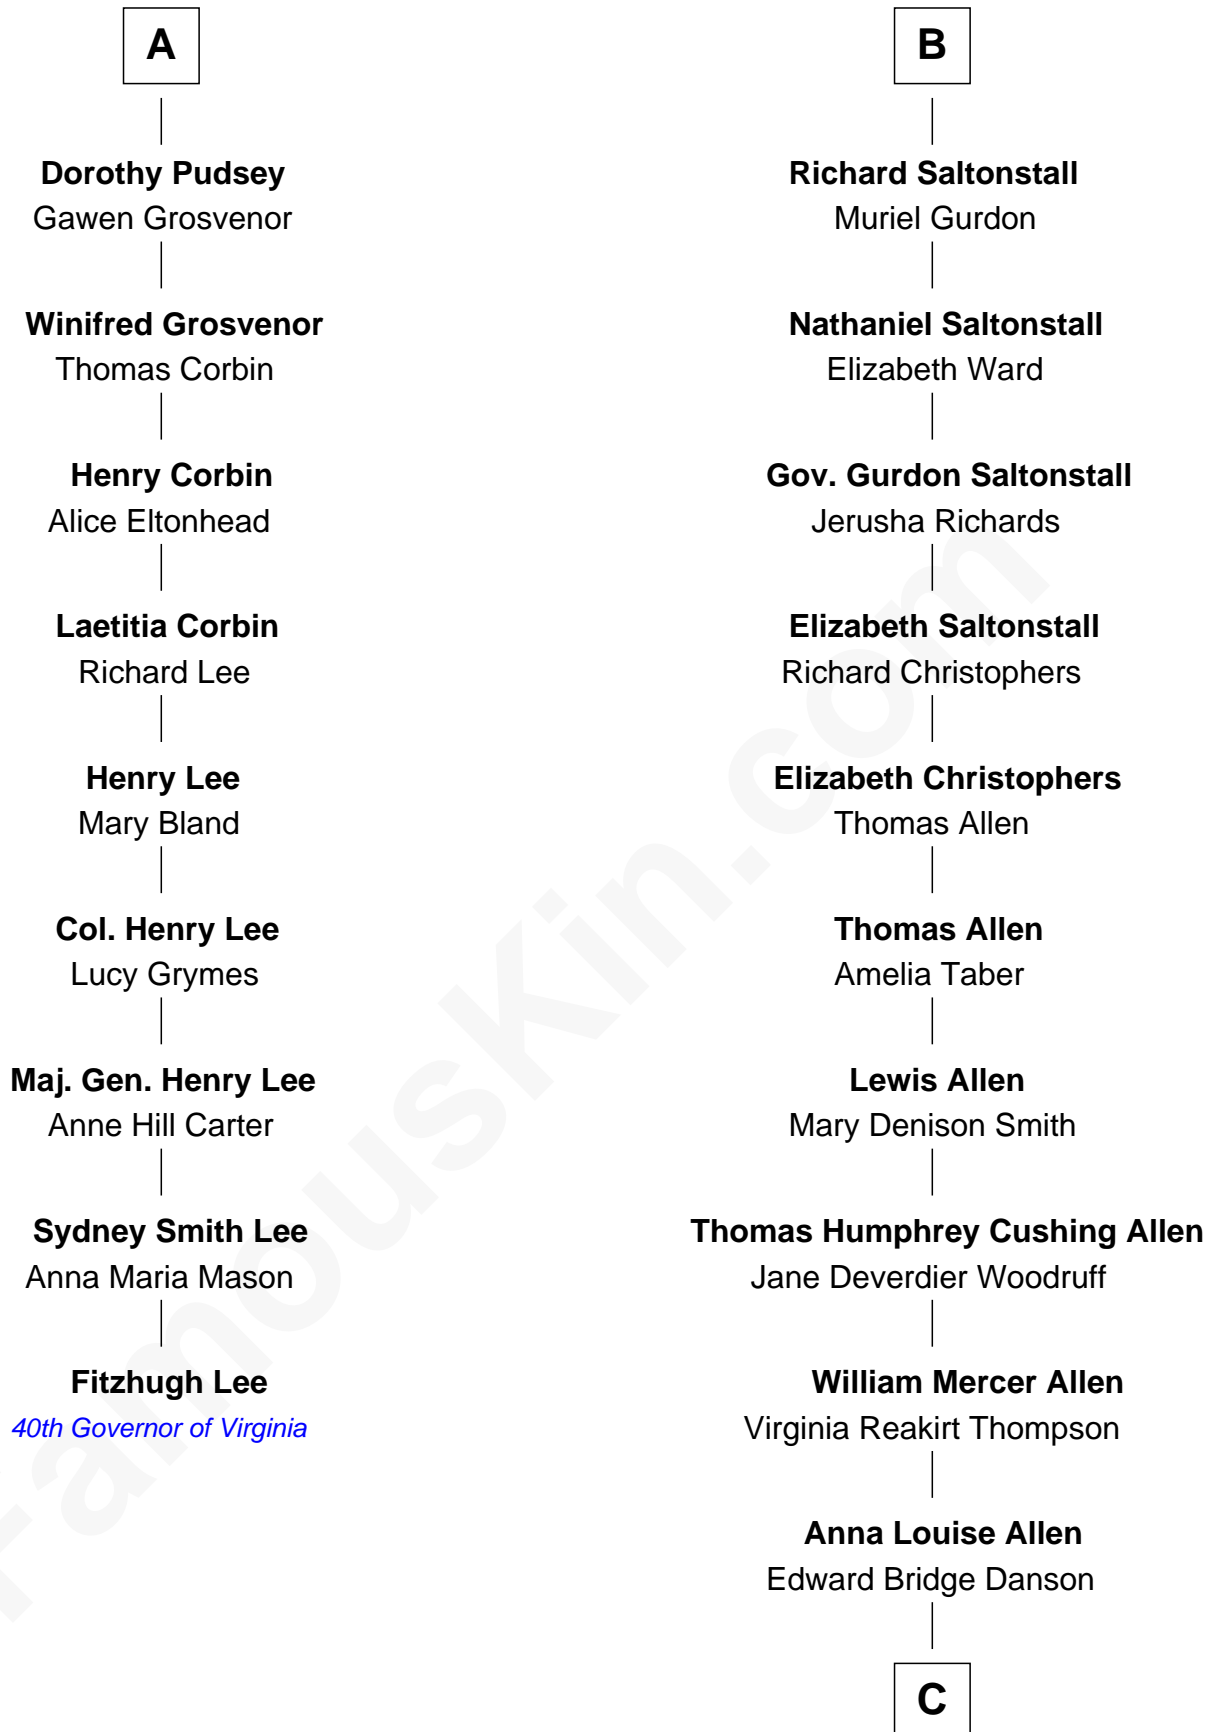 A
Dorothy Pudsey
Gawen Grosvenor
Winifred Grosvenor
Thomas Corbin
Henry Corbin
Alice Eltonhead
Laetitia Corbin
Richard Lee
Henry Lee
Mary Bland
Col. Henry Lee
Lucy Grymes
Maj. Gen. Henry Lee
Anne Hill Carter
Sydney Smith Lee
Anna Maria Mason
Fitzhugh Lee
40th Governor of Virginia
B
Richard Saltonstall
Muriel Gurdon
Nathaniel Saltonstall
Elizabeth Ward
Gov. Gurdon Saltonstall
Jerusha Richards
Elizabeth Saltonstall
Richard Christophers
Elizabeth Christophers
Thomas Allen
Thomas Allen
Amelia Taber
Lewis Allen
Mary Denison Smith
Thomas Humphrey Cushing Allen
Jane Deverdier Woodruff
William Mercer Allen
Virginia Reakirt Thompson
Anna Louise Allen
Edward Bridge Danson
C
FamousKin.com